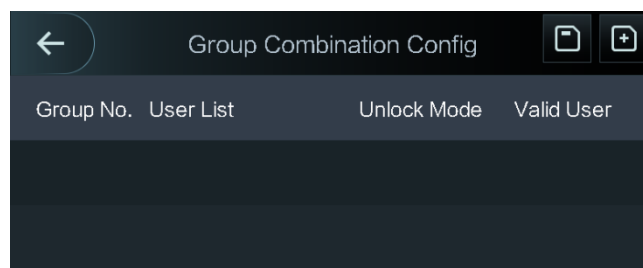 Group Combination Config
Group No. User List Unlock Mode Valid User